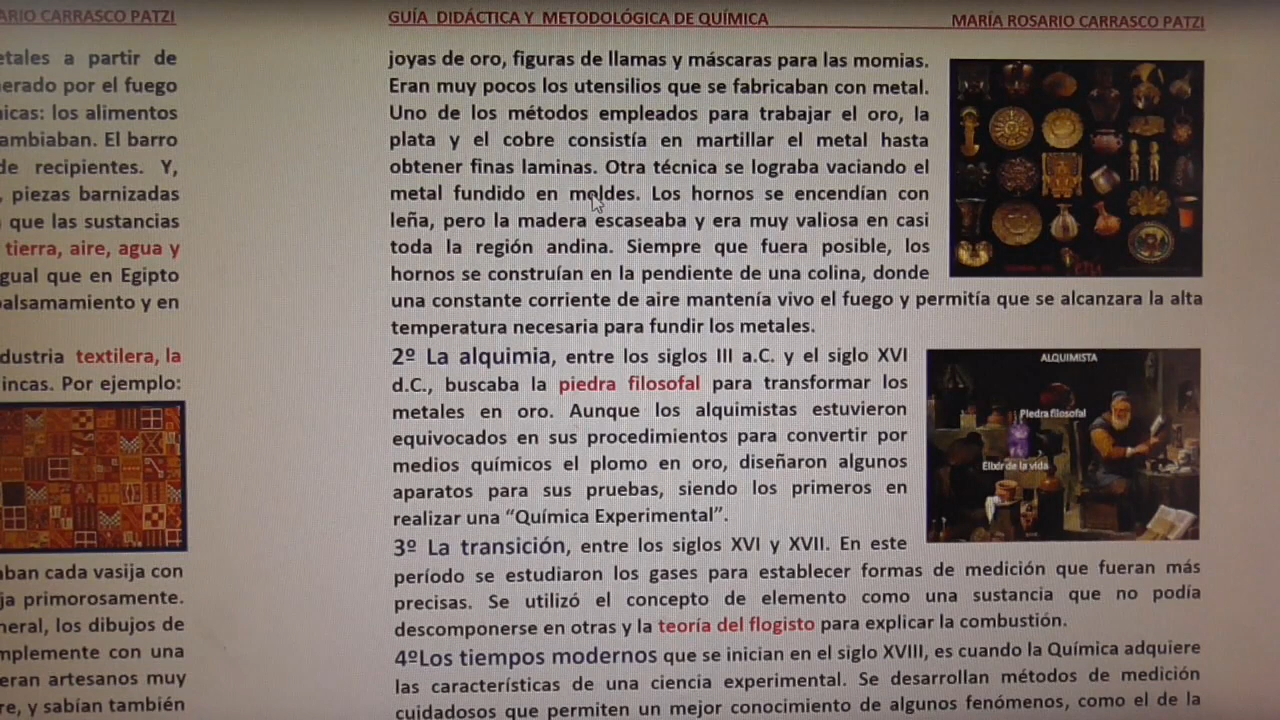 ARIO CARRASCO PATZI
etales a partir de
erado por el fuego
nicas: los alimentos
ambiaban. El barro
de recipientes. Y,
, piezas barnizadas
que las sustancias
tierra, aire, agua y
gual que en Egipto
balsamamiento y en
dustria textilera, la
incas. Por ejemplo:
aban cada vasija con
ja primorosamente.
neral, los dibujos de
mplemente con una
eran artesanos muy
re, y sabían también
GUÍA DIDÁCTICA Y METODOLÓGICA DE QUÍMICA MARÍA ROSARIO CARRASCO PATZI
joyas de oro, figuras de llamas y máscaras para las momias.
Eran muy pocos los utensilios que se fabricaban con metal.
Uno de los métodos empleados para trabajar el oro, la
plata y el cobre consistía en martillar el metal hasta
obtener finas laminas. Otra técnica se lograba vaciando el
metal fundido en moldes. Los hornos se encendían con
leña, pero la madera escaseaba y era muy valiosa en casi
toda la región andina. Siempre que fuera posible, los
hornos se construían en la pendiente de una colina, donde
una constante corriente de aire mantenía vivo el fuego y permitía que se alcanzara la alta
temperatura necesaria para fundir los metales.
2º La alquimia, entre los siglos III a.C. y el siglo XVI
d.C., buscaba la piedra filosofal para transformar los
metales en oro. Aunque los alquimistas estuvieron
equivocados en sus procedimientos para convertir por
medios químicos el plomo en oro, diseñaron algunos
aparatos para sus pruebas, siendo los primeros en
realizar una “Química Experimental”.
ALQUIMISTA
Piedra filosofal
Elixir de la vida
3º La transición, entre los siglos XVI y XVII. En este
período se estudiaron los gases para establecer formas de medición que fueran más
precisas. Se utilizó el concepto de elemento como una sustancia que no podía
descomponerse en otras y la teoría del flogisto para explicar la combustión.
4ºLos tiempos modernos que se inician en el siglo XVIII, es cuando la Química adquiere
las características de una ciencia experimental. Se desarrollan métodos de medición
cuidadosos que permiten un mejor conocimiento de algunos fenómenos, como el de la